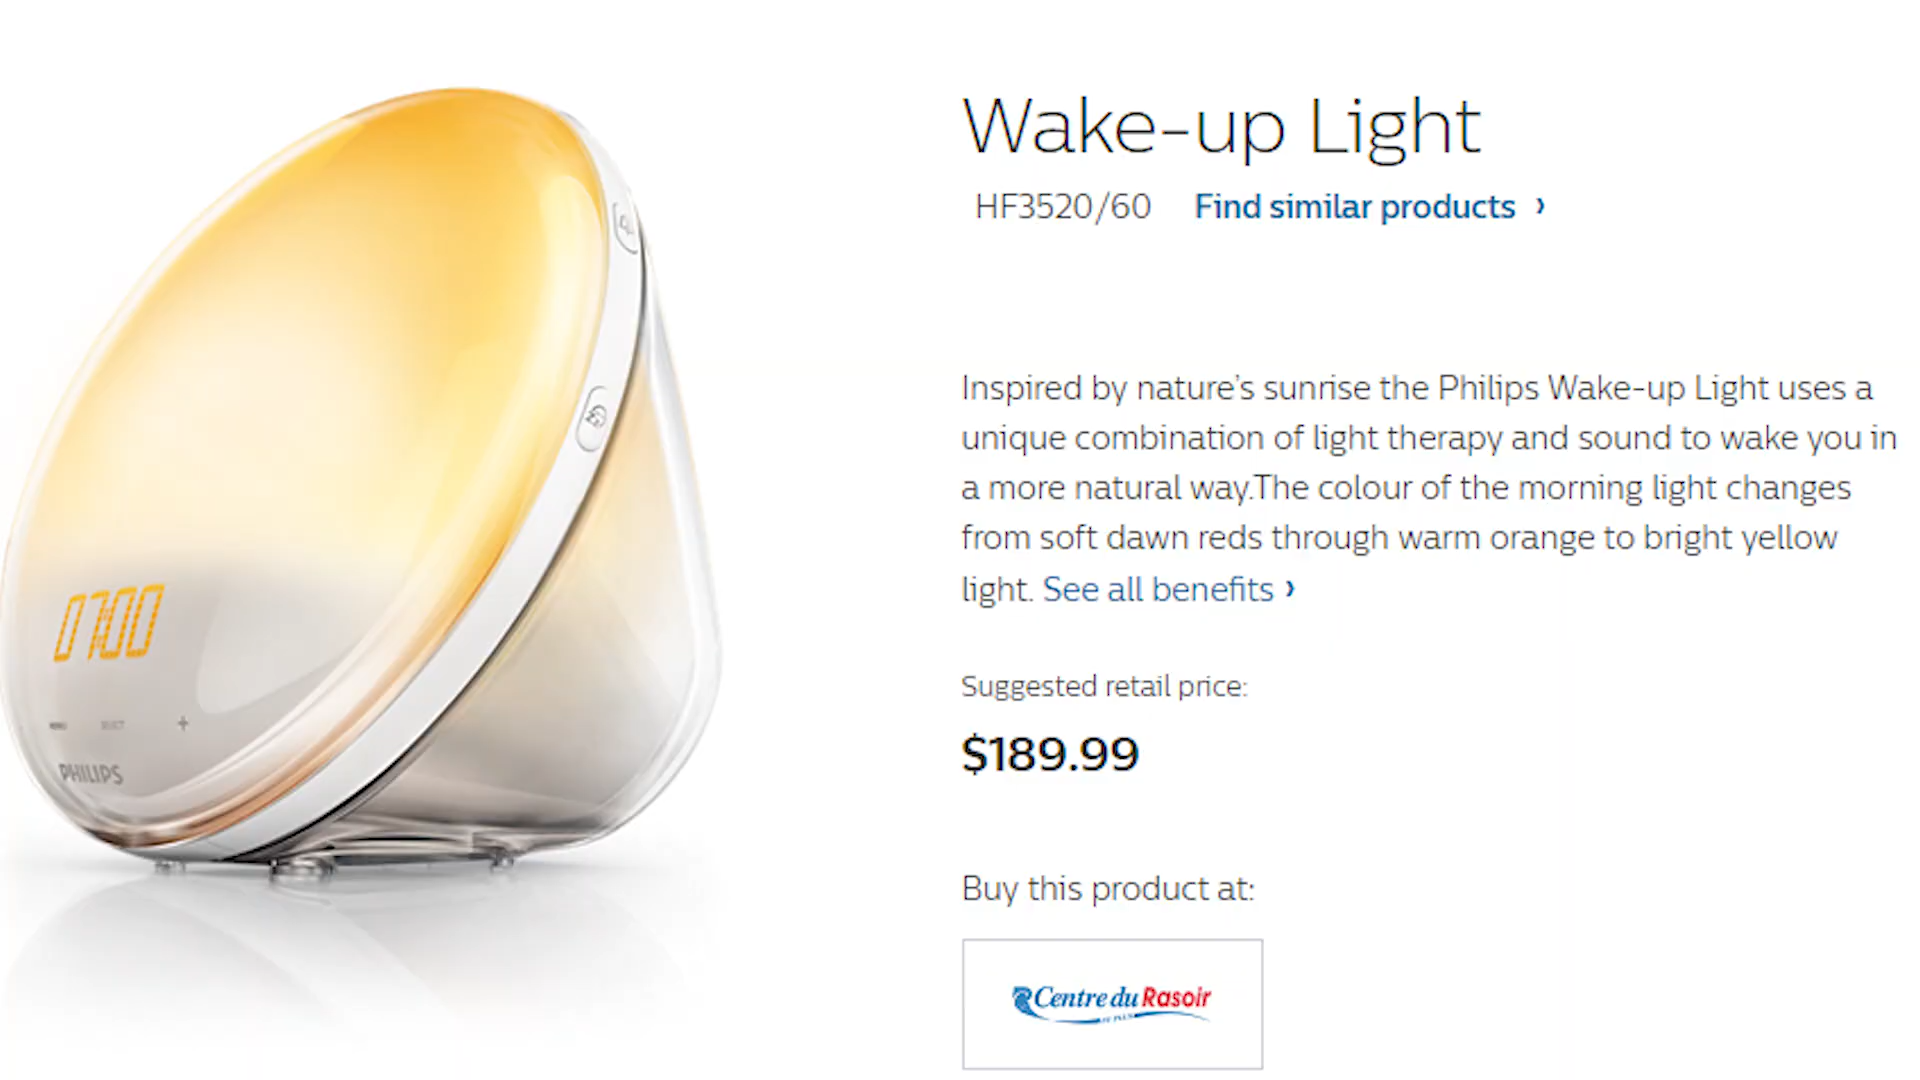 Wake-up Light
HF3520/60 Find similar products ›
Inspired by nature's sunrise the Philips Wake-up Light uses a
unique combination of light therapy and sound to wake you in
a more natural way.The colour of the morning light changes
from soft dawn reds through warm orange to bright yellow
light. See all benefits ›
07:00
SELECT +
PHILIPS
Suggested retail price:
$189.99
Buy this product at:
Centre du Rasoir